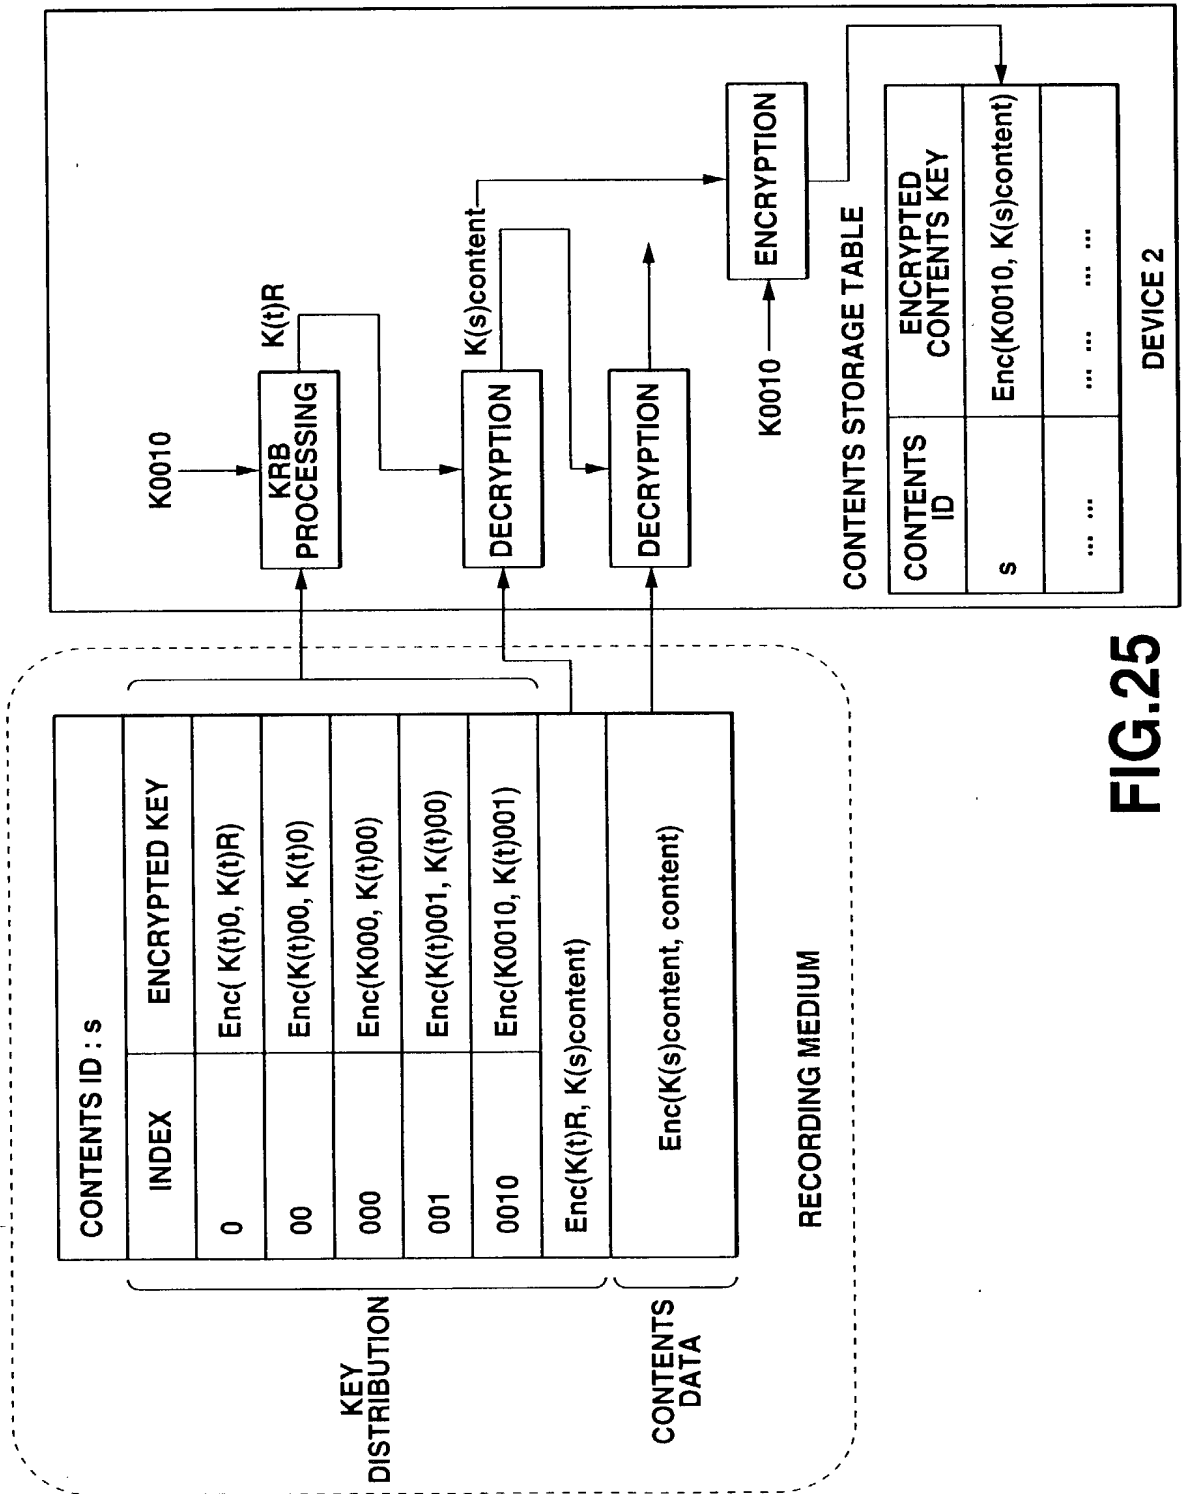 CONTENTS ID : s
INDEX
ENCRYPTED KEY
0
Enc( K(t)0, K(t)R)
00
Enc(K(t)00, K(t)0)
000
Enc(K000, K(t)00)
001
Enc(K(t)001, K(t)00)
0010
Enc(K0010, K(t)001)
Enc(K(t)R, K(s)content)
Enc(K(s)content, content)
KEY
DISTRIBUTION
CONTENTS
DATA
RECORDING MEDIUM
K0010
KRB
PROCESSING
K(t)R
DECRYPTION
K(s)content
DECRYPTION
K0010
ENCRYPTION
CONTENTS STORAGE TABLE
CONTENTS
ID
ENCRYPTED
CONTENTS KEY
s
Enc(K0010, K(s)content)
... ...
... ... ... ...
DEVICE 2
FIG.25